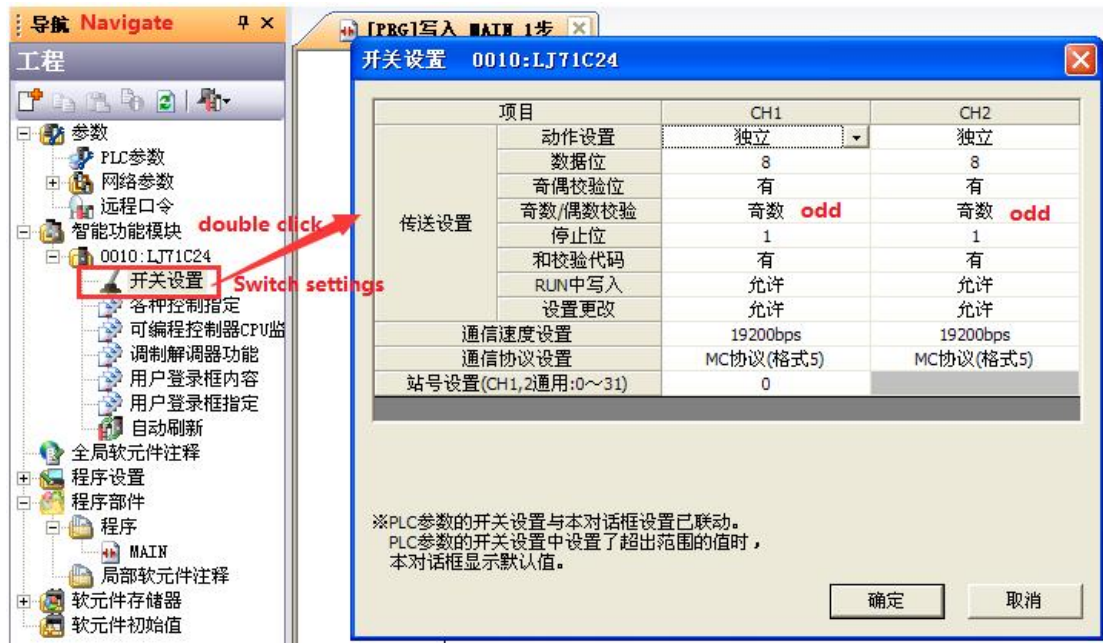 导航 Navigate
工程
参数
PLC参数
网络参数
远程口令
智能功能模块 double click
0010:LJ71C24
开关设置 Switch settings
各种控制指定
可编程控制器CPU监
调制解调器功能
用户登录框内容
用户登录框指定
自动刷新
全局软元件注释
程序设置
程序部件
程序
MAIN
局部软元件注释
软元件存储器
软元件初始值
[PRG]写入 MAIN 1步
开关设置 0010:LJ71C24
项目 CH1 CH2
传送设置
动作设置 独立 独立
数据位 8 8
奇偶校验位 有 有
奇数/偶数校验 奇数 odd 奇数 odd
停止位 1 1
和校验代码 有 有
RUN中写入 允许 允许
设置更改 允许 允许
通信速度设置 19200bps 19200bps
通信协议设置 MC协议(格式5) MC协议(格式5)
站号设置(CH1,2通用:0～31) 0
※PLC参数的开关设置与本对话框设置已联动。
PLC参数的开关设置中设置了超出范围的值时，
本对话框显示默认值。
确定 取消